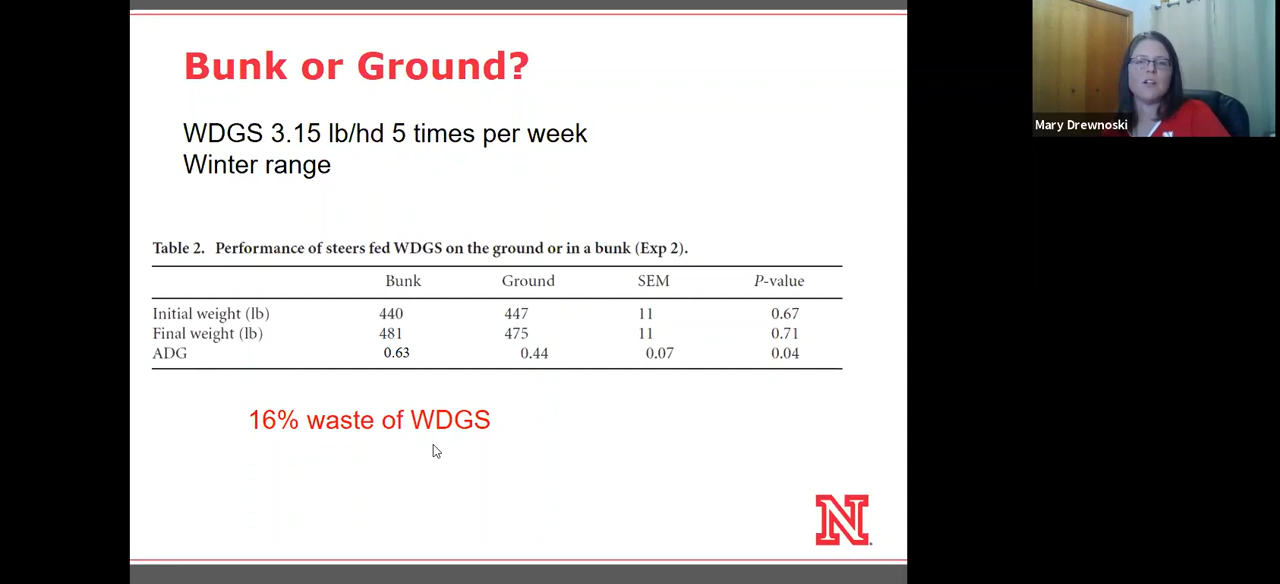 Bunk or Ground?
WDGS 3.15 lb/hd 5 times per week
Winter range
Table 2. Performance of steers fed WDGS on the ground or in a bunk (Exp 2).
Bunk Ground SEM P-value
Initial weight (lb) 440 447 11 0.67
Final weight (lb) 481 475 11 0.71
ADG 0.63 0.44 0.07 0.04
16% waste of WDGS
N
Mary Drewnoski